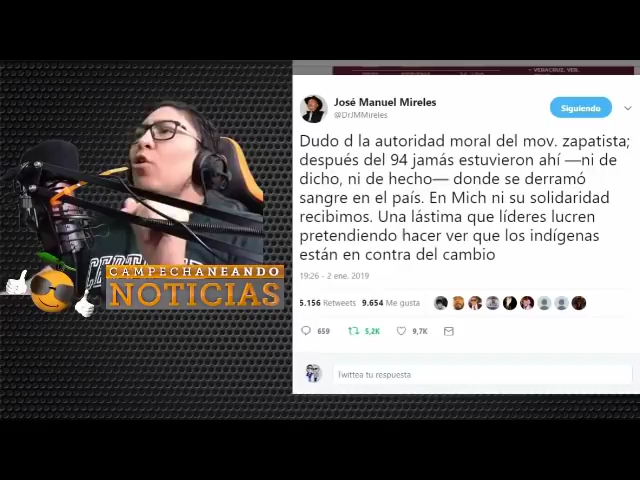 VERACRUZ, VER.
José Manuel Mireles
@DrJMMireles
Siguiendo
Dudo d la autoridad moral del mov. zapatista;
después del 94 jamás estuvieron ahí —ni de
dicho, ni de hecho— donde se derramó
sangre en el país. En Mich ni su solidaridad
recibimos. Una lástima que líderes lucren
pretendiendo hacer ver que los indígenas
están en contra del cambio
19:26 - 2 ene. 2019
5.156 Retweets 9.654 Me gusta
659 5,2K 9,7K
Twittea tu respuesta
CAMPECHANEANDO
NOTICIAS